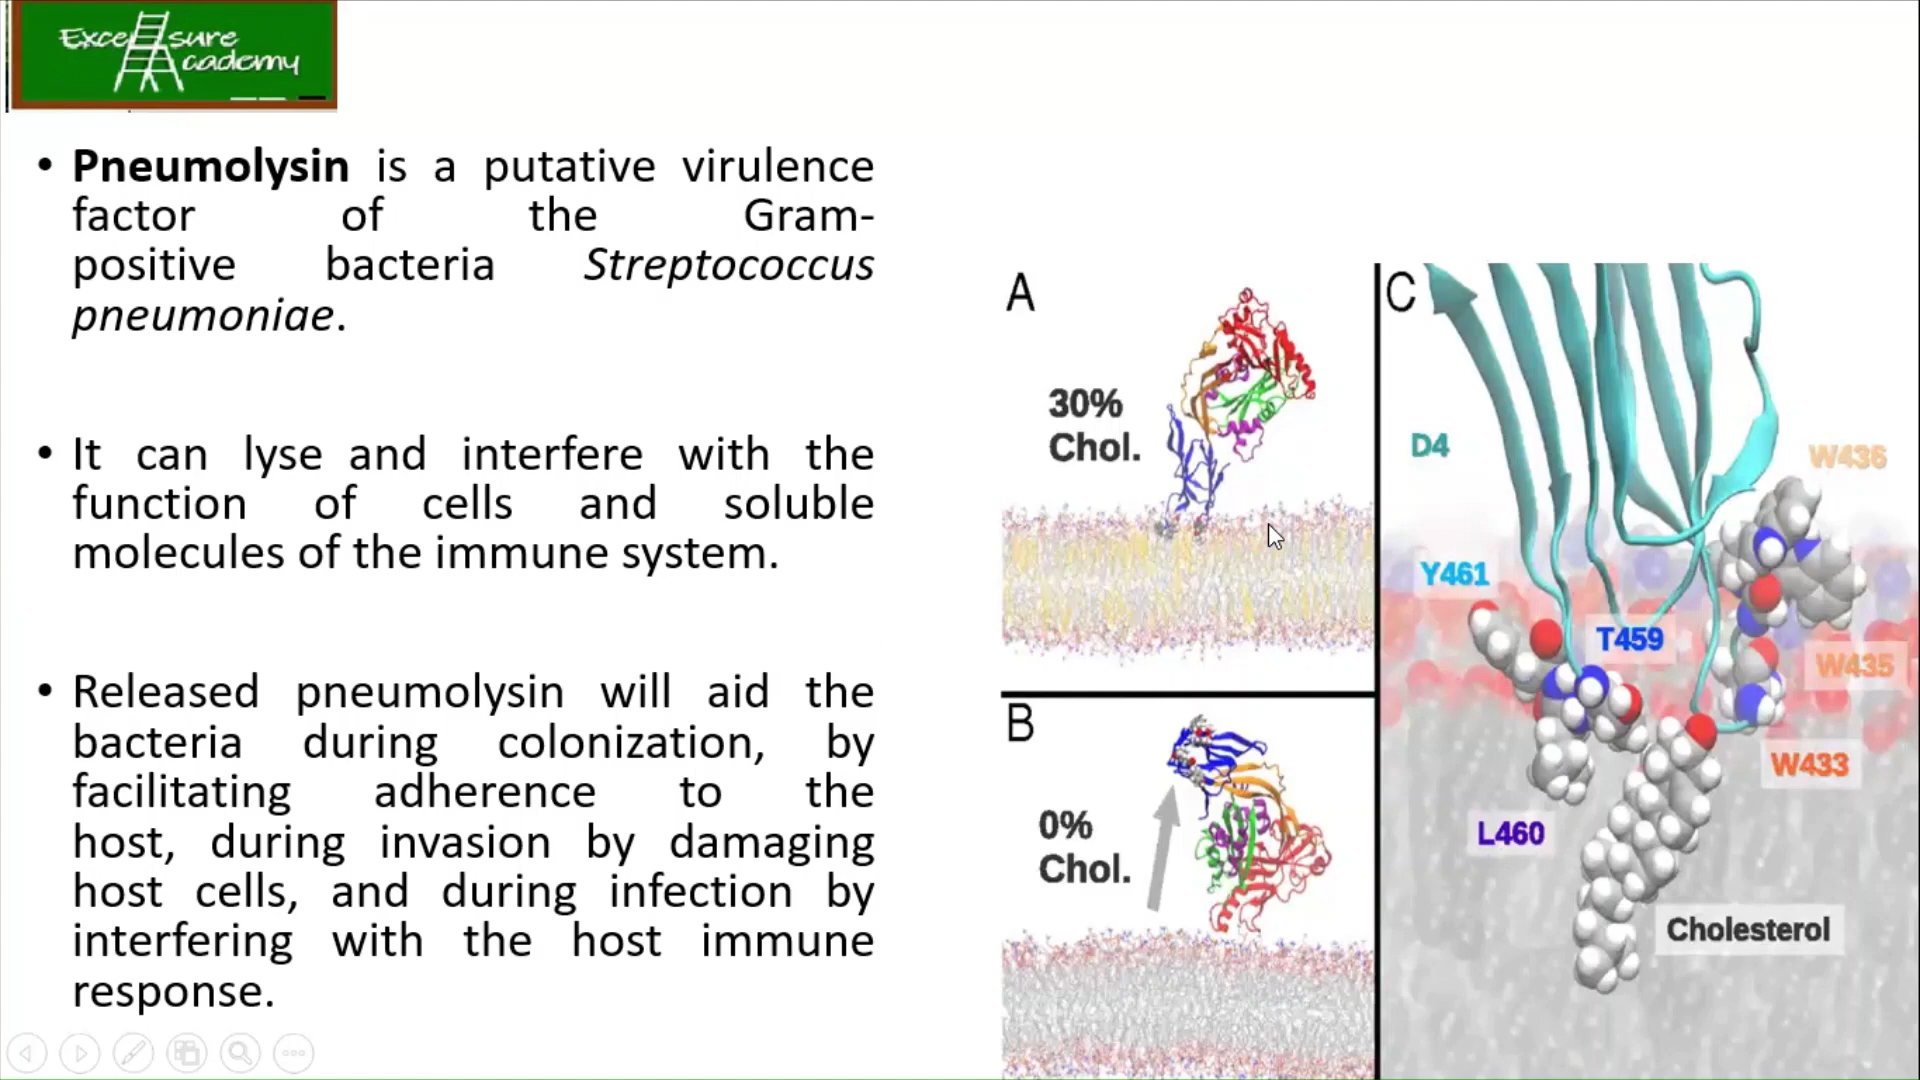 Excel sure
Academy
• Pneumolysin is a putative virulence
factor of the Gram-
positive bacteria Streptococcus
pneumoniae.
• It can lyse and interfere with the
function of cells and soluble
molecules of the immune system.
• Released pneumolysin will aid the
bacteria during colonization, by
facilitating adherence to the
host, during invasion by damaging
host cells, and during infection by
interfering with the host immune
response.
A
30%
Chol.
B
0%
Chol.
C
D4
W436
Y461
T459
W435
W433
L460
Cholesterol